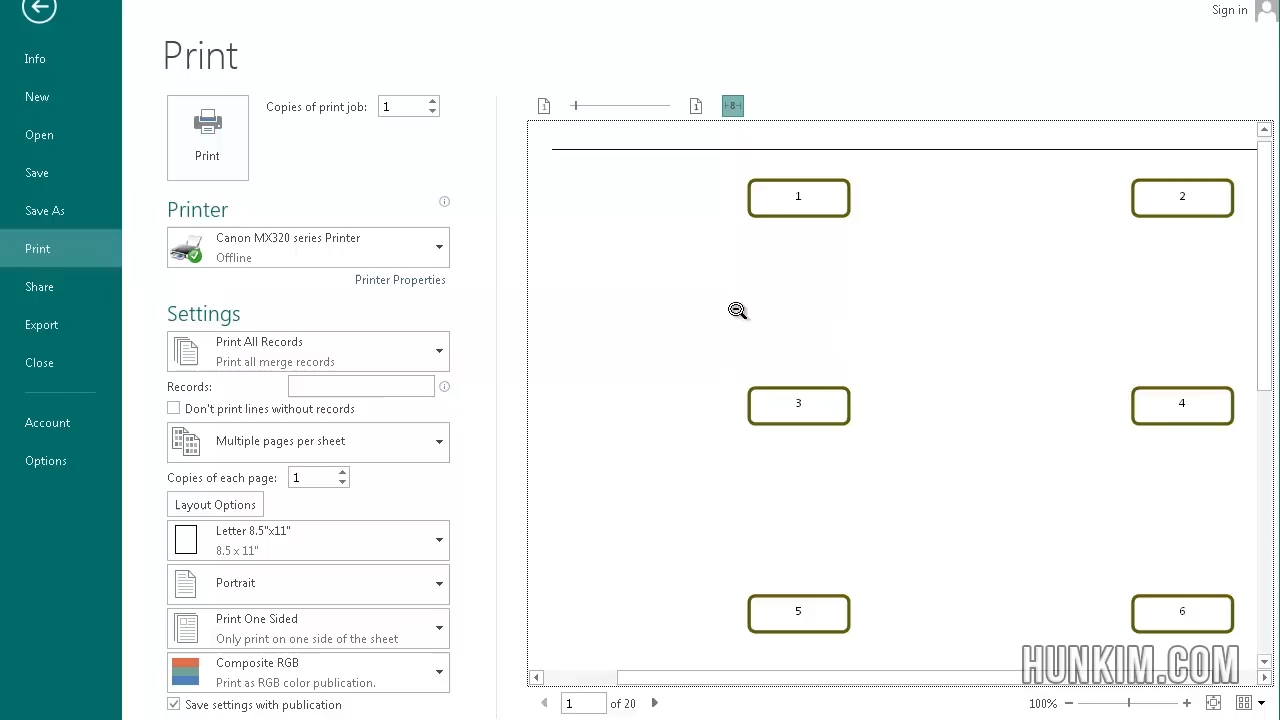 Sign in
Info
New
Open
Save
Save As
Print
Share
Export
Close
Account
Options
Print
Print
Copies of print job: 1
Printer
Canon MX320 series Printer
Offline
Printer Properties
Settings
Print All Records
Print all merge records
Records:
Don't print lines without records
Multiple pages per sheet
Copies of each page: 1
Layout Options
Letter 8.5"x11"
8.5 x 11"
Portrait
Print One Sided
Only print on one side of the sheet
Composite RGB
Print as RGB color publication.
Save settings with publication
1 1 8
1 2
3 4
5 6
HUNKIM.COM
1 of 20 100%